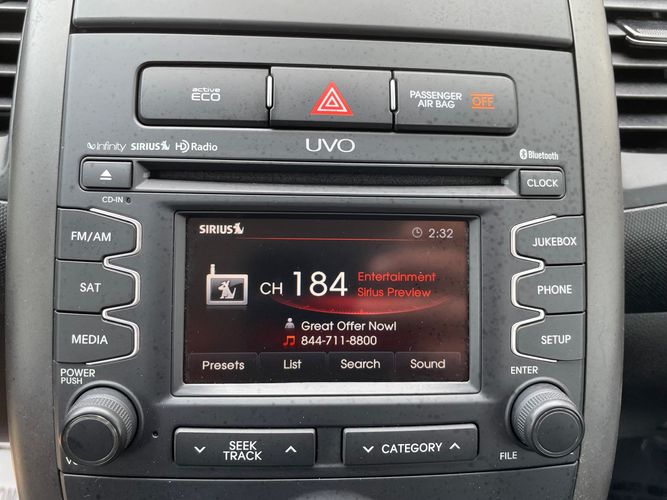 active
ECO
PASSENGER
AIR BAG OFF
UVO
Infinity SIRIUS HD Radio
Bluetooth
CD-IN
CLOCK
FM/AM
SAT
MEDIA
POWER
PUSH
SIRIUS
2:32
CH 184
Entertainment
Sirius Preview
Great Offer Now!
844-711-8800
Presets
List
Search
Sound
JUKEBOX
PHONE
SETUP
ENTER
SEEK
TRACK
CATEGORY
FILE